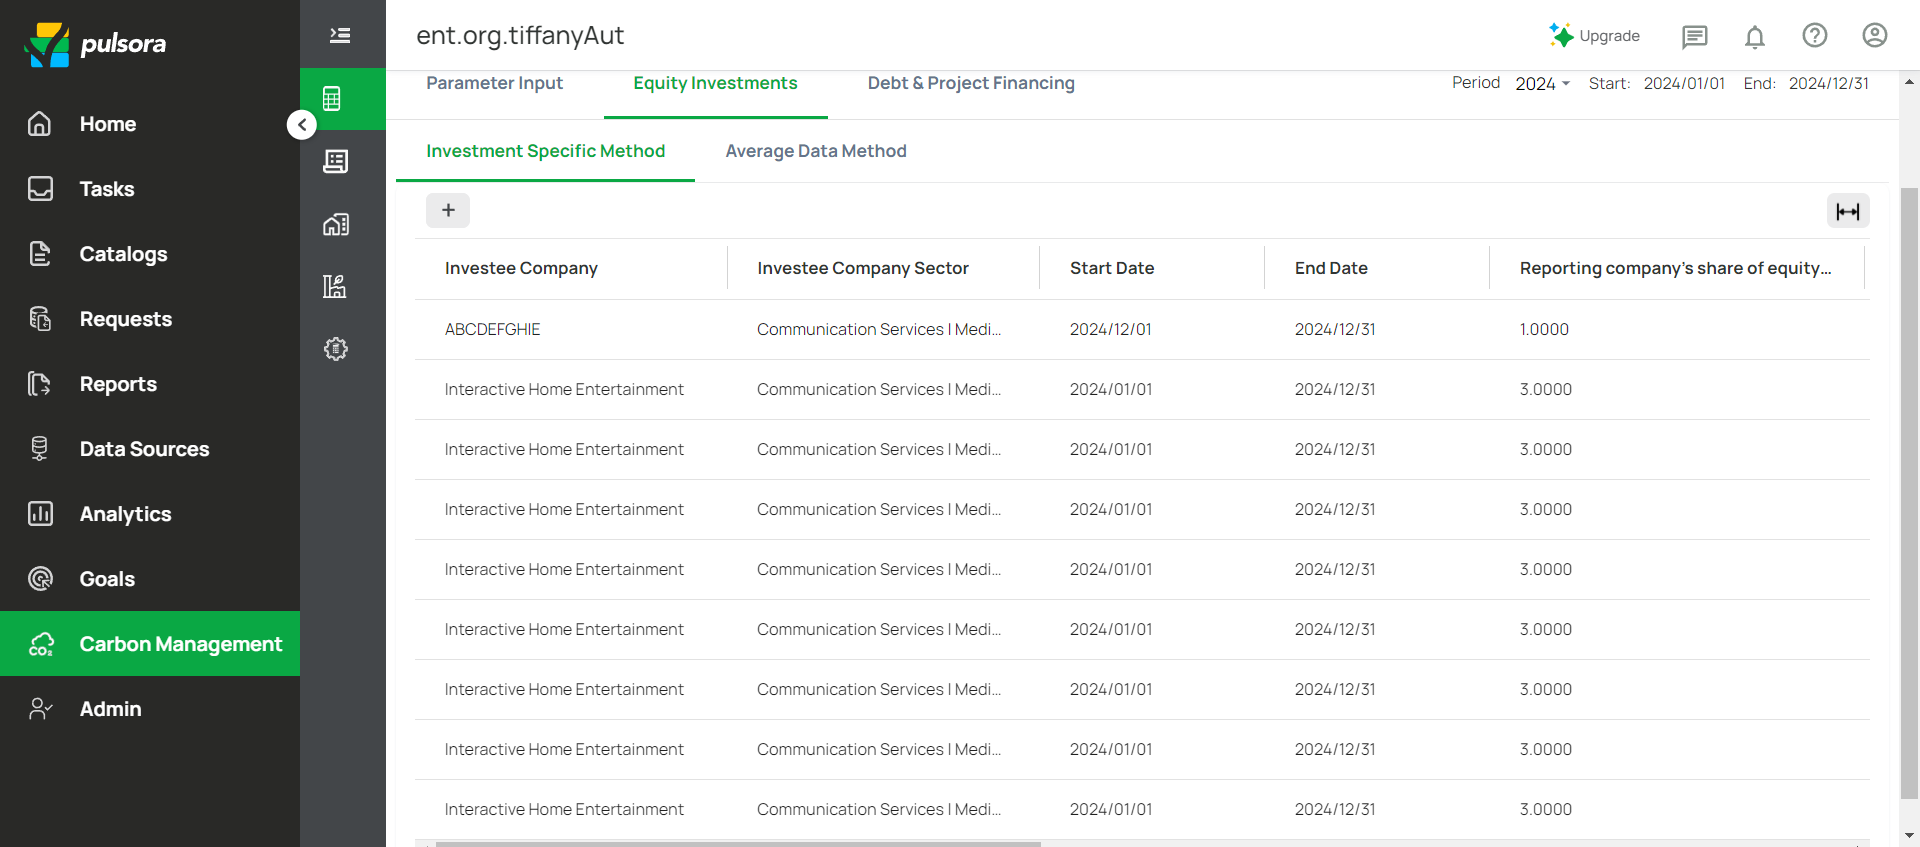 pulsora
Home
Tasks
Catalogs
Requests
Reports
Data Sources
Analytics
Goals
CO₂
Carbon Management
Admin
ent.org.tiffanyAut
Upgrade
Parameter Input
Equity Investments
Debt & Project Financing
Period 2024 Start: 2024/01/01 End: 2024/12/31
Investment Specific Method
Average Data Method
+
Investee Company Investee Company Sector Start Date End Date Reporting company's share of equity...
ABCDEFGHIE Communication Services | Medi... 2024/12/01 2024/12/31 1.0000
Interactive Home Entertainment Communication Services | Medi... 2024/01/01 2024/12/31 3.0000
Interactive Home Entertainment Communication Services | Medi... 2024/01/01 2024/12/31 3.0000
Interactive Home Entertainment Communication Services | Medi... 2024/01/01 2024/12/31 3.0000
Interactive Home Entertainment Communication Services | Medi... 2024/01/01 2024/12/31 3.0000
Interactive Home Entertainment Communication Services | Medi... 2024/01/01 2024/12/31 3.0000
Interactive Home Entertainment Communication Services | Medi... 2024/01/01 2024/12/31 3.0000
Interactive Home Entertainment Communication Services | Medi... 2024/01/01 2024/12/31 3.0000
Interactive Home Entertainment Communication Services | Medi... 2024/01/01 2024/12/31 3.0000